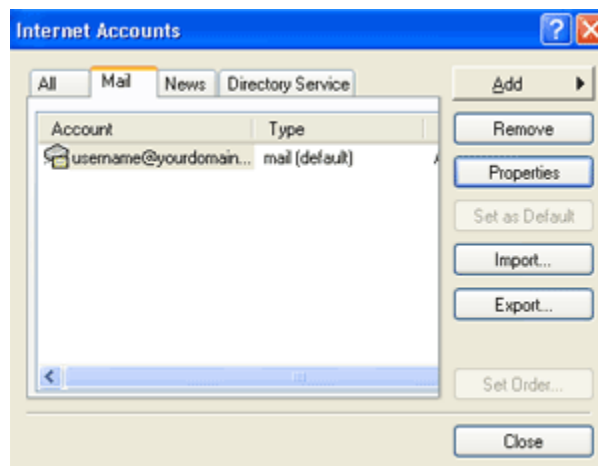 Internet Accounts
All Mail News Directory Service
Add
Account Type
Remove
username@yourdomain... mail (default)
Properties
Set as Default
Import...
Export...
Set Order...
Close